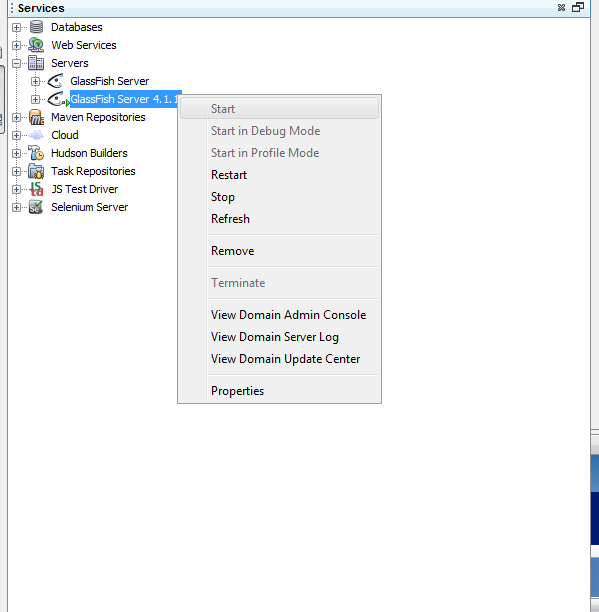 Services
Databases
Web Services
Servers
GlassFish Server
GlassFish Server 4.1.1
Maven Repositories
Cloud
Hudson Builders
Task Repositories
JS Test Driver
Selenium Server
Start
Start in Debug Mode
Start in Profile Mode
Restart
Stop
Refresh
Remove
Terminate
View Domain Admin Console
View Domain Server Log
View Domain Update Center
Properties